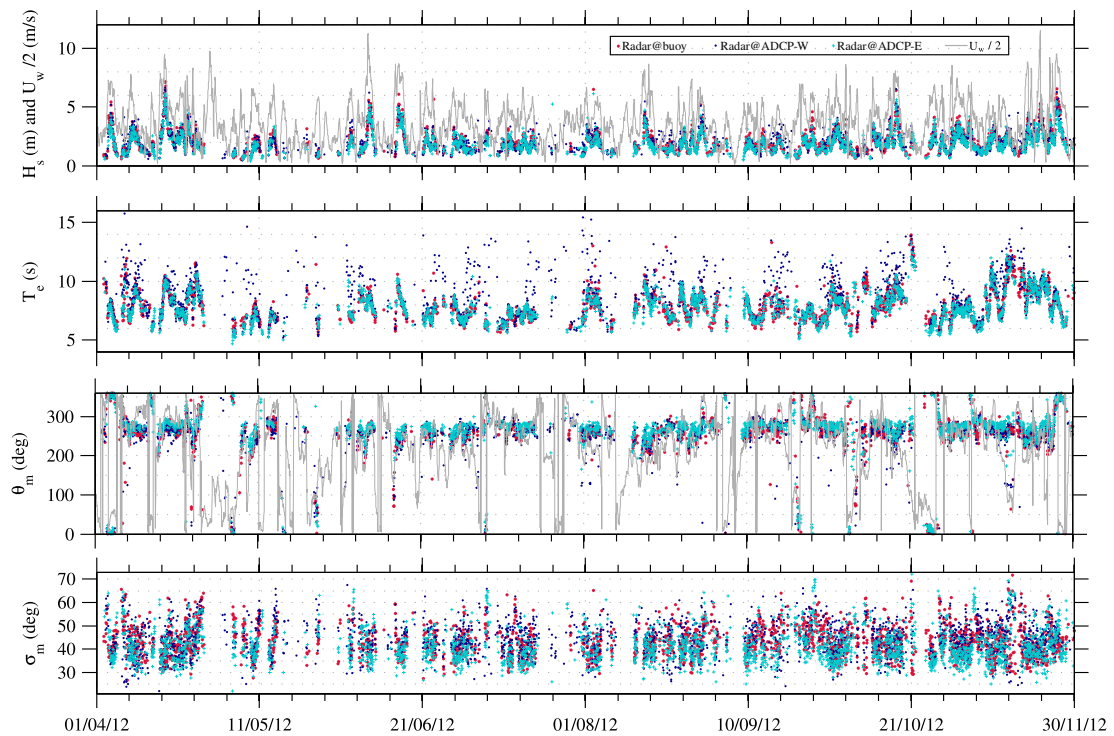 H_s (m) and U_w /2 (m/s)
10
5
0
Radar@buoy Radar@ADCP-W Radar@ADCP-E U_w / 2
T_e (s)
15
10
5
θ_m (deg)
300
200
100
0
σ_m (deg)
70
60
50
40
30
01/04/12 11/05/12 21/06/12 01/08/12 10/09/12 21/10/12 30/11/12